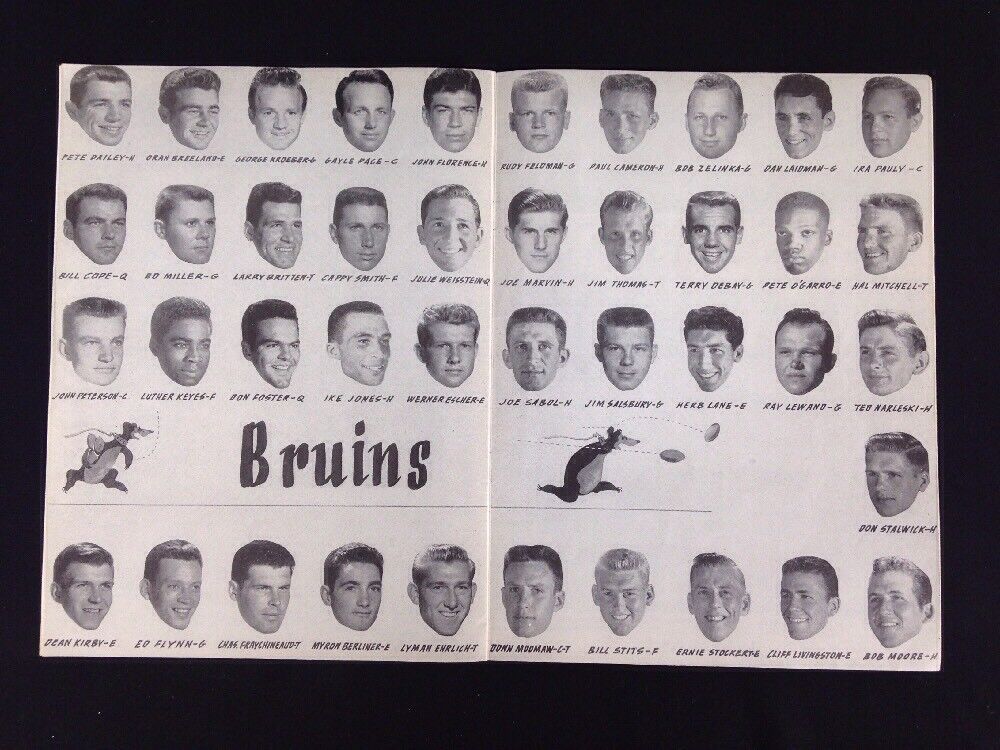 PETE DAILEY-H ORAN BREELAND-E GEORGE KROEBER-G GAYLE PACE-C JOHN FLORENCE-H RUDY FELDMAN-G PAUL CAMERON-H BOB ZELINKA-G DAN LAIDMAN-G IRA PAULY-C
BILL COPE-Q ED MILLER-G LARRY BRITTEN-T CAPPY SMITH-F JULIE WEISSTEIN-Q JOE MARVIN-H JIM THOMAS-T TERRY DEBAY-G PETE O'GARRO-E HAL MITCHELL-T
JOHN PETERSON-C LUTHER KEYES-F DON FOSTER-Q IKE JONES-H WERNER ESCHER-E JOE SABOL-H JIM SALSBURY-G HERB LANE-E RAY LEWAND-G TED NARLESKI-H
Bruins
DON STALWICK-H
DEAN KIRBY-E ED FLYNN-G CHAS. FRAYCHINEAUD-T MYRON BERLINER-E LYMAN EHRLICH-T DONN MOOMAW-C-T BILL STITS-F ERNIE STOCKERT-E CLIFF LIVINGSTON-E BOB MOORE-H